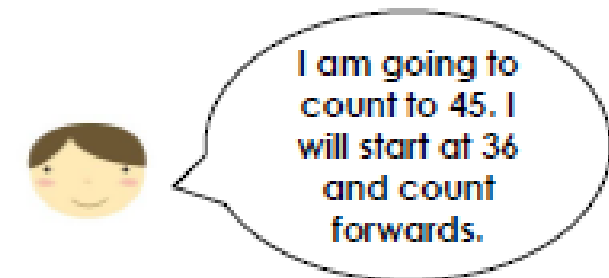 I am going to
count to 45. I
will start at 36
and count
forwards.